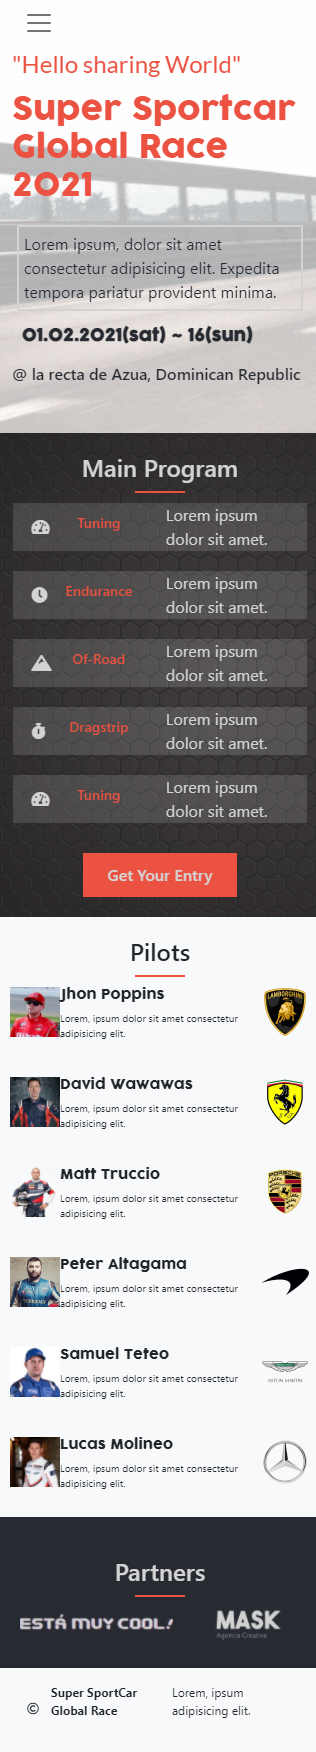 "Hello sharing World"
Super Sportcar
Global Race
2021
Lorem ipsum, dolor sit amet
consectetur adipisicing elit. Expedita
tempora pariatur provident minima.
01.02.2021(sat) ~ 16(sun)
@ la recta de Azua, Dominican Republic
Main Program
Tuning
Lorem ipsum
dolor sit amet.
Endurance
Lorem ipsum
dolor sit amet.
Of-Road
Lorem ipsum
dolor sit amet.
Dragstrip
Lorem ipsum
dolor sit amet.
Tuning
Lorem ipsum
dolor sit amet.
Get Your Entry
Pilots
Jhon Poppins
Lorem, ipsum dolor sit amet consectetur
adipisicing elit.
LAMBORGHINI
David Wawawas
Lorem, ipsum dolor sit amet consectetur
adipisicing elit.
Matt Truccio
Lorem, ipsum dolor sit amet consectetur
adipisicing elit.
PORSCHE
Peter Altagama
Lorem, ipsum dolor sit amet consectetur
adipisicing elit.
Samuel Teteo
Lorem, ipsum dolor sit amet consectetur
adipisicing elit.
ASTON MARTIN
Lucas Molineo
Lorem, ipsum dolor sit amet consectetur
adipisicing elit.
Partners
ESTÁ MUY COOL!
MASK
Agencia Creativa
© Super SportCar
Global Race
Lorem, ipsum
adipisicing elit.